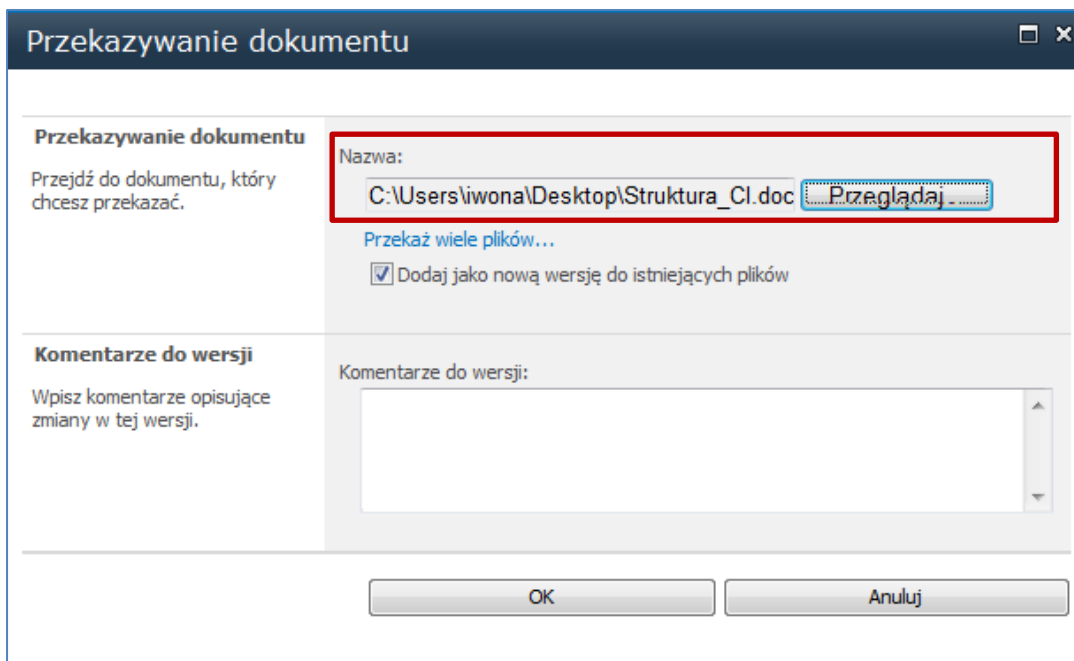 Przekazywanie dokumentu
Przekazywanie dokumentu
Przejdź do dokumentu, który
chcesz przekazać.
Nazwa:
C:\Users\iwona\Desktop\Struktura_CI.doc Przeglądaj...
Przekaż wiele plików...
Dodaj jako nową wersję do istniejących plików
Komentarze do wersji
Wpisz komentarze opisujące
zmiany w tej wersji.
Komentarze do wersji:
OK Anuluj